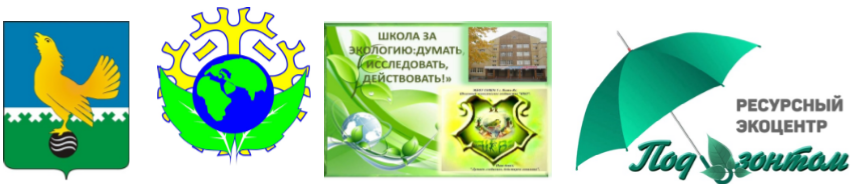 ШКОЛА ЗА
ЭКОЛОГИЮ:ДУМАТЬ,
ИССЛЕДОВАТЬ,
ДЕЙСТВОВАТЬ!»
РЕСУРСНЫЙ
ЭКОЦЕНТР
Под зонтом